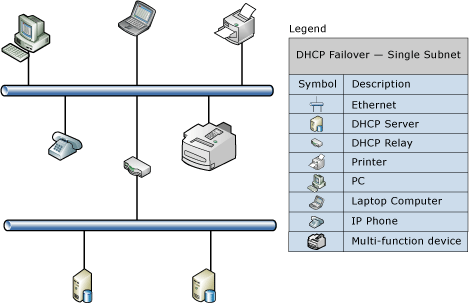 Legend
DHCP Failover — Single Subnet
Symbol Description
Ethernet
DHCP Server
DHCP Relay
Printer
PC
Laptop Computer
IP Phone
Multi-function device